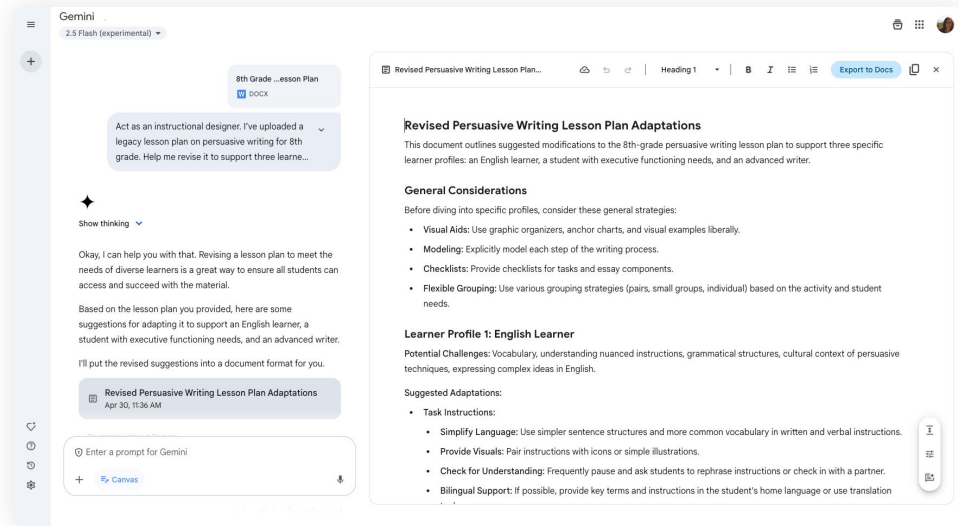 Gemini
2.5 Flash (experimental)
8th Grade ...esson Plan
W DOCX
Act as an instructional designer. I've uploaded a
legacy lesson plan on persuasive writing for 8th
grade. Help me revise it to support three learne...
Show thinking
Okay, I can help you with that. Revising a lesson plan to meet the
needs of diverse learners is a great way to ensure all students can
access and succeed with the material.
Based on the lesson plan you provided, here are some
suggestions for adapting it to support an English learner, a
student with executive functioning needs, and an advanced writer.
I'll put the revised suggestions into a document format for you.
Revised Persuasive Writing Lesson Plan Adaptations
Apr 30, 11:36 AM
Enter a prompt for Gemini
Canvas
Revised Persuasive Writing Lesson Plan...
Heading 1
B I
Export to Docs
Revised Persuasive Writing Lesson Plan Adaptations
This document outlines suggested modifications to the 8th-grade persuasive writing lesson plan to support three specific
learner profiles: an English learner, a student with executive functioning needs, and an advanced writer.
General Considerations
Before diving into specific profiles, consider these general strategies:
• Visual Aids: Use graphic organizers, anchor charts, and visual examples liberally.
• Modeling: Explicitly model each step of the writing process.
• Checklists: Provide checklists for tasks and essay components.
• Flexible Grouping: Use various grouping strategies (pairs, small groups, individual) based on the activity and student
needs.
Learner Profile 1: English Learner
Potential Challenges: Vocabulary, understanding nuanced instructions, grammatical structures, cultural context of persuasive
techniques, expressing complex ideas in English.
Suggested Adaptations:
• Task Instructions:
• Simplify Language: Use simpler sentence structures and more common vocabulary in written and verbal instructions.
• Provide Visuals: Pair instructions with icons or simple illustrations.
• Check for Understanding: Frequently pause and ask students to rephrase instructions or check in with a partner.
• Bilingual Support: If possible, provide key terms and instructions in the student's home language or use translation